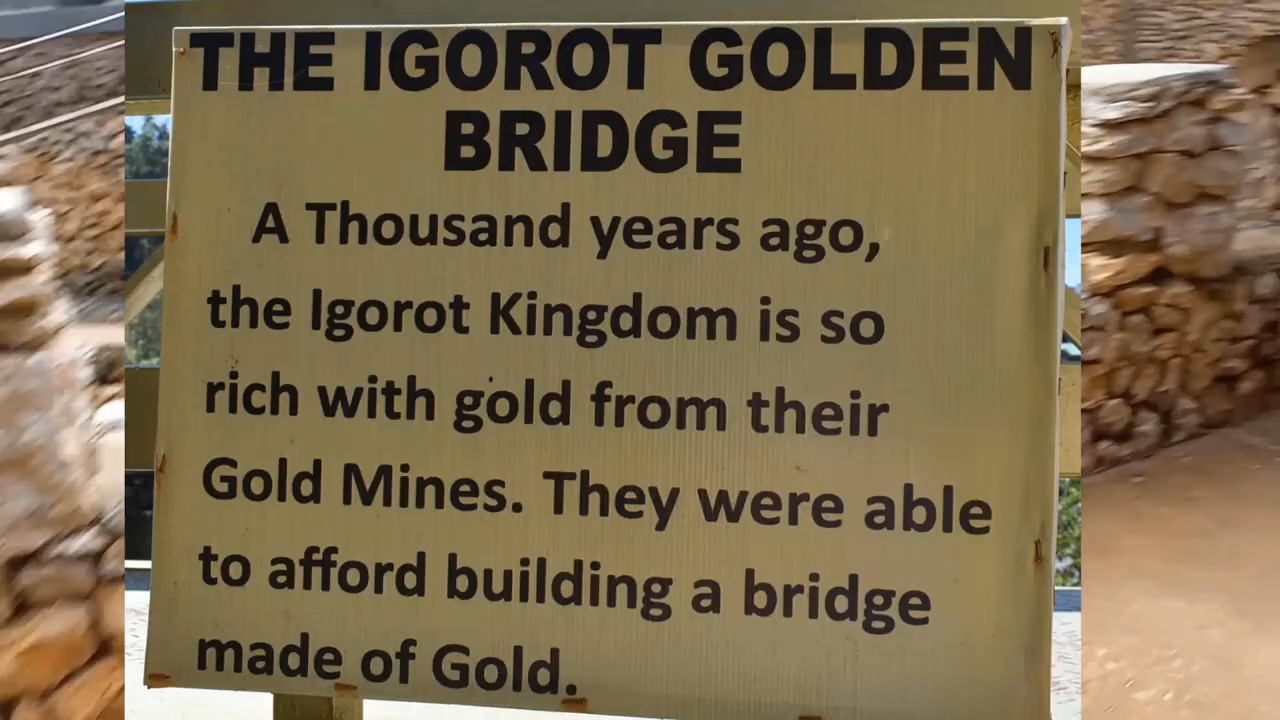 THE IGOROT GOLDEN
BRIDGE
A Thousand years ago,
the Igorot Kingdom is so
rich with gold from their
Gold Mines. They were able
to afford building a bridge
made of Gold.